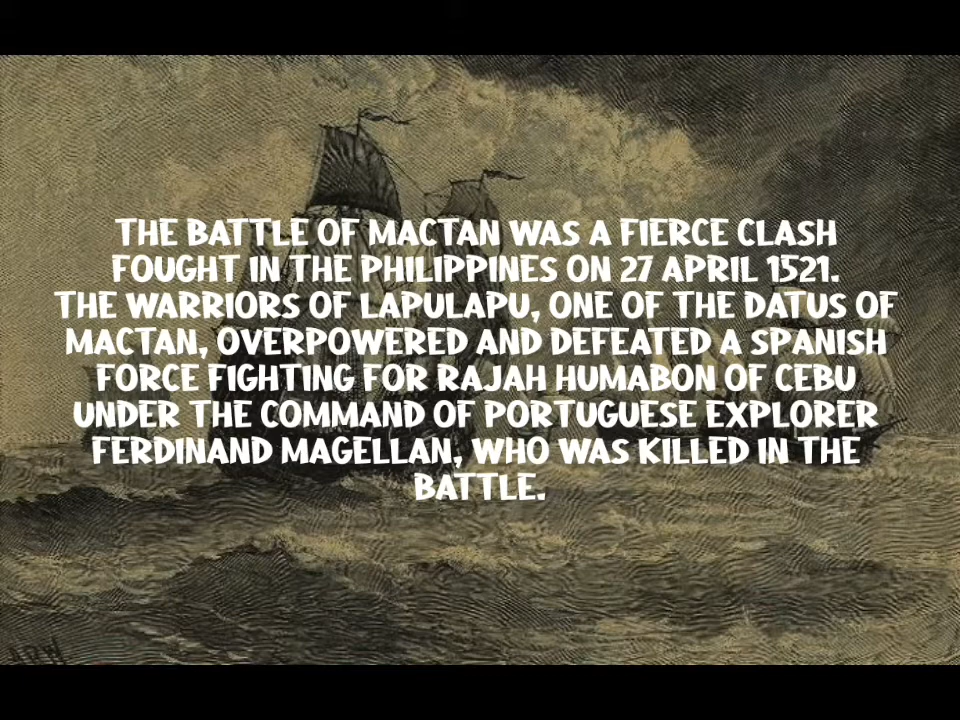 THE BATTLE OF MACTAN WAS A FIERCE CLASH
FOUGHT IN THE PHILIPPINES ON 27 APRIL 1521.
THE WARRIORS OF LAPULAPU, ONE OF THE DATUS OF
MACTAN, OVERPOWERED AND DEFEATED A SPANISH
FORCE FIGHTING FOR RAJAH HUMABON OF CEBU
UNDER THE COMMAND OF PORTUGUESE EXPLORER
FERDINAND MAGELLAN, WHO WAS KILLED IN THE
BATTLE.